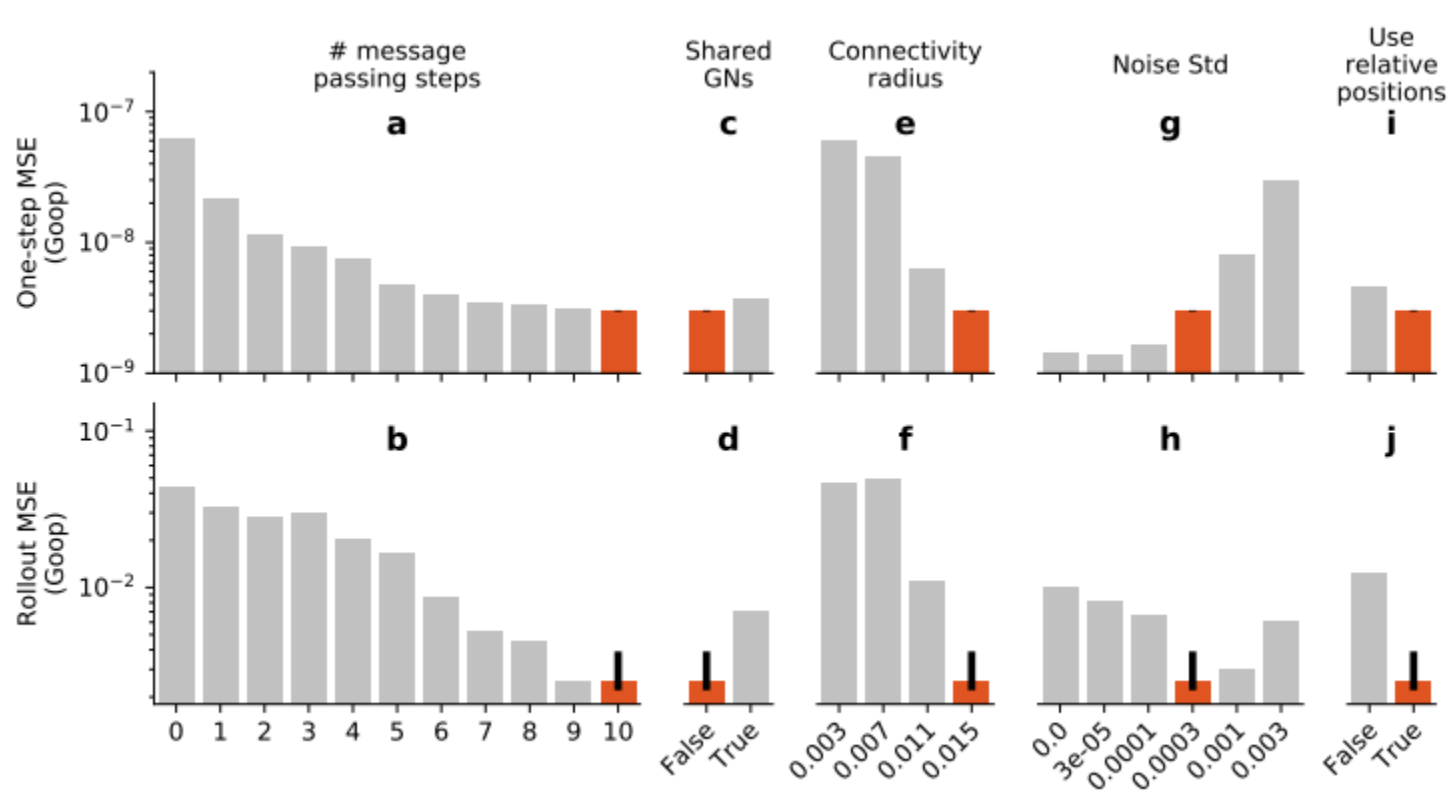 # message
passing steps
Shared
GNs
Connectivity
radius
Noise Std
Use
relative
positions
a
c
e
g
i
One-step MSE
(Goop)
10⁻⁷
10⁻⁸
10⁻⁹
b
d
f
h
j
Rollout MSE
(Goop)
10⁻¹
10⁻²
0 1 2 3 4 5 6 7 8 9 10
False True
0.003 0.007 0.011 0.015
0.0 3e-05 0.0001 0.0003 0.001 0.003
False True